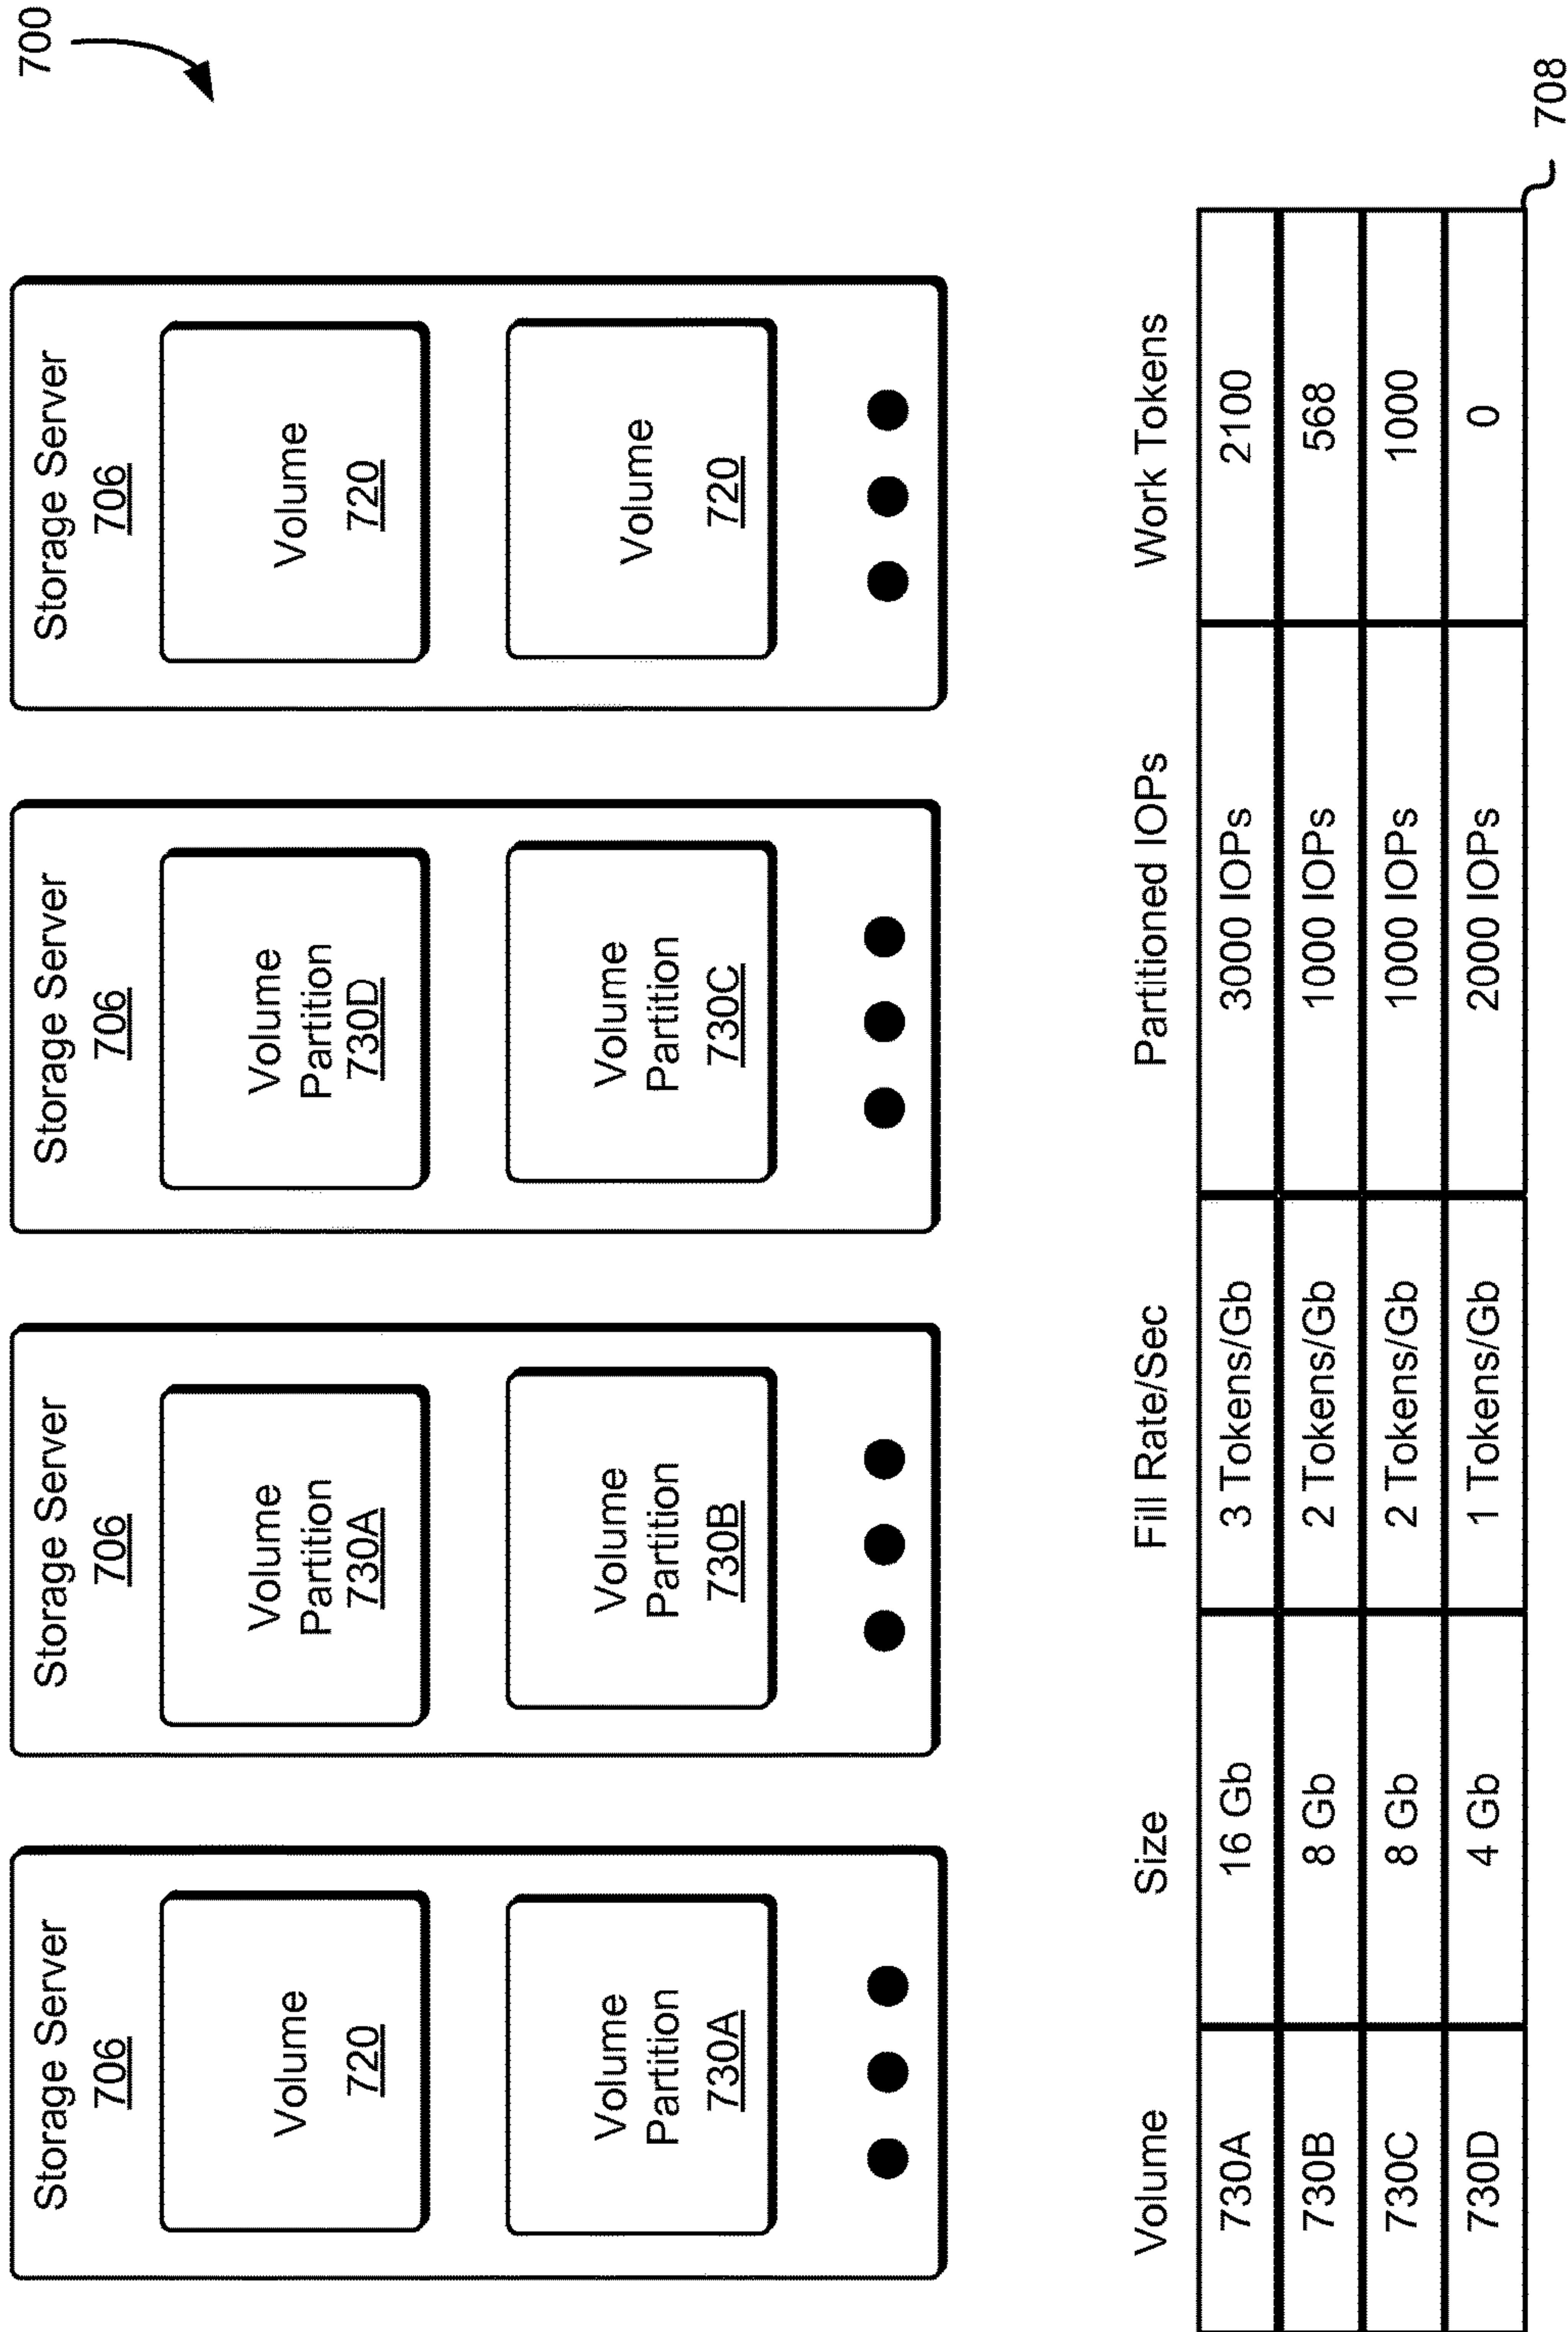 700
Storage Server
706
Volume
720
Volume
Partition
730A
Storage Server
706
Volume
Partition
730A
Volume
Partition
730B
Storage Server
706
Volume
Partition
730D
Volume
Partition
730C
Storage Server
706
Volume
720
Volume
720
Volume Size Fill Rate/Sec Partitioned IOPs Work Tokens
730A 16 Gb 3 Tokens/Gb 3000 IOPs 2100
730B 8 Gb 2 Tokens/Gb 1000 IOPs 568
730C 8 Gb 2 Tokens/Gb 1000 IOPs 1000
730D 4 Gb 1 Tokens/Gb 2000 IOPs 0
708